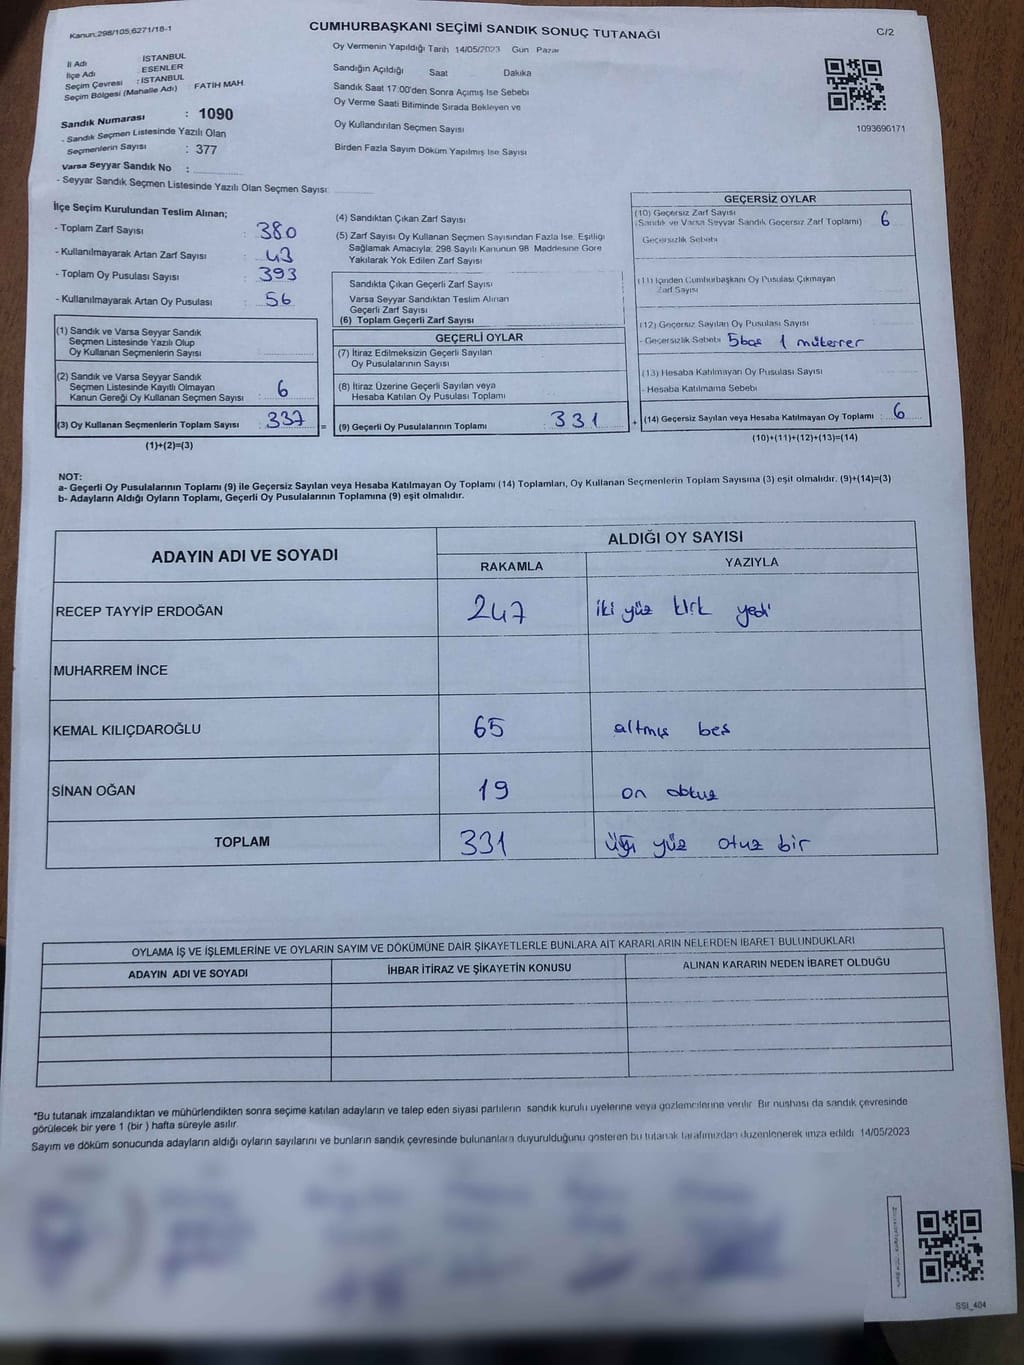 Kanun;298/105;6271/18-1
CUMHURBAŞKANI SEÇİMİ SANDIK SONUÇ TUTANAĞI
C/2
İl Adı İSTANBUL
İlçe Adı : ESENLER
Seçim Çevresi : İSTANBUL
Seçim Bölgesi (Mahalle Adı) FATİH MAH
Sandık Numarası : 1090
- Sandık Seçmen Listesinde Yazılı Olan
Seçmenlerin Sayısı : 377
Varsa Seyyar Sandık No :
- Seyyar Sandık Seçmen Listesinde Yazılı Olan Seçmen Sayısı:
Oy Vermenin Yapıldığı Tarih 14/05/2023 Gün Pazar
Sandığın Açıldığı Saat Dakika
Sandık Saat 17:00'den Sonra Açımış İse Sebebi
Oy Verme Saati Bitiminde Sırada Bekleyen ve
Oy Kullandırılan Seçmen Sayısı
Birden Fazla Sayım Döküm Yapılmış İse Sayısı
1093696171
İlçe Seçim Kurulundan Teslim Alınan;
- Toplam Zarf Sayısı : 380
- Kullanılmayarak Artan Zarf Sayısı : 43
- Toplam Oy Pusulası Sayısı : 393
- Kullanılmayarak Artan Oy Pusulası : 56
(1) Sandık ve Varsa Seyyar Sandık
Seçmen Listesinde Yazılı Olup
Oy Kullanan Seçmenlerin Sayısı
(2) Sandık ve Varsa Seyyar Sandık
Seçmen Listesinde Kayıtlı Olmayan
Kanun Gereği Oy Kullanan Seçmen Sayısı : 6
(3) Oy Kullanan Seçmenlerin Toplam Sayısı : 337 =
(1)+(2)=(3)
(4) Sandıktan Çıkan Zarf Sayısı
(5) Zarf Sayısı Oy Kullanan Seçmen Sayısından Fazla İse, Eşitliği
Sağlamak Amacıyla; 298 Sayılı Kanunun 98 Maddesine Göre
Yakılarak Yok Edilen Zarf Sayısı
Sandıkta Çıkan Geçerli Zarf Sayısı
Varsa Seyyar Sandıktan Teslim Alınan
Geçerli Zarf Sayısı
(6) Toplam Geçerli Zarf Sayısı
GEÇERLİ OYLAR
(7) İtiraz Edilmeksizin Geçerli Sayılan
Oy Pusulalarının Sayısı
(8) İtiraz Üzerine Geçerli Sayılan veya
Hesaba Katılan Oy Pusulası Toplamı
(9) Geçerli Oy Pusulalarının Toplamı 331 +
GEÇERSİZ OYLAR
(10) Geçersiz Zarf Sayısı
(Sandık ve Varsa Seyyar Sandık Geçersiz Zarf Toplamı) 6
Geçersizlik Sebebi
(11) İçinden Cumhurbaşkanı Oy Pusulası Çıkmayan
Zarf Sayısı
(12) Geçersiz Sayılan Oy Pusulası Sayısı
- Geçersizlik Sebebi 5 boş 1 müterrer
(13) Hesaba Katılmayan Oy Pusulası Sayısı
- Hesaba Katılmama Sebebi
(14) Geçersiz Sayılan veya Hesaba Katılmayan Oy Toplamı : 6
(10)+(11)+(12)+(13)=(14)
NOT:
a- Geçerli Oy Pusulalarının Toplamı (9) ile Geçersiz Sayılan veya Hesaba Katılmayan Oy Toplamı (14) Toplamları, Oy Kullanan Seçmenlerin Toplam Sayısına (3) eşit olmalıdır. (9)+(14)=(3)
b- Adayların Aldığı Oyların Toplamı, Geçerli Oy Pusulalarının Toplamına (9) eşit olmalıdır.
ADAYIN ADI VE SOYADI ALDIĞI OY SAYISI
RAKAMLA YAZIYLA
RECEP TAYYİP ERDOĞAN 247 iki yüz kırk yedi
MUHARREM İNCE
KEMAL KILIÇDAROĞLU 65 altmış beş
SİNAN OĞAN 19 on dokuz
TOPLAM 331 üç yüz otuz bir
OYLAMA İŞ VE İŞLEMLERİNE VE OYLARIN SAYIM VE DÖKÜMÜNE DAİR ŞİKAYETLERLE BUNLARA AİT KARARLARIN NELERDEN İBARET BULUNDUKLARI
ADAYIN ADI VE SOYADI İHBAR İTİRAZ VE ŞİKAYETİN KONUSU ALINAN KARARIN NEDEN İBARET OLDUĞU
*Bu tutanak imzalandıktan ve mühürlendikten sonra seçime katılan adayların ve talep eden siyasi partilerin sandık kurulu üyelerine veya gözlemcilerine verilir. Bir nüshası da sandık çevresinde
görülecek bir yere 1 (bir ) hafta süreyle asılır.
Sayım ve döküm sonucunda adayların aldığı oyların sayılarını ve bunların sandık çevresinde bulunanlara duyurulduğunu gösteren bu tutanak tarafımızdan düzenlenerek imza edildi. 14/05/2023
SSI_404